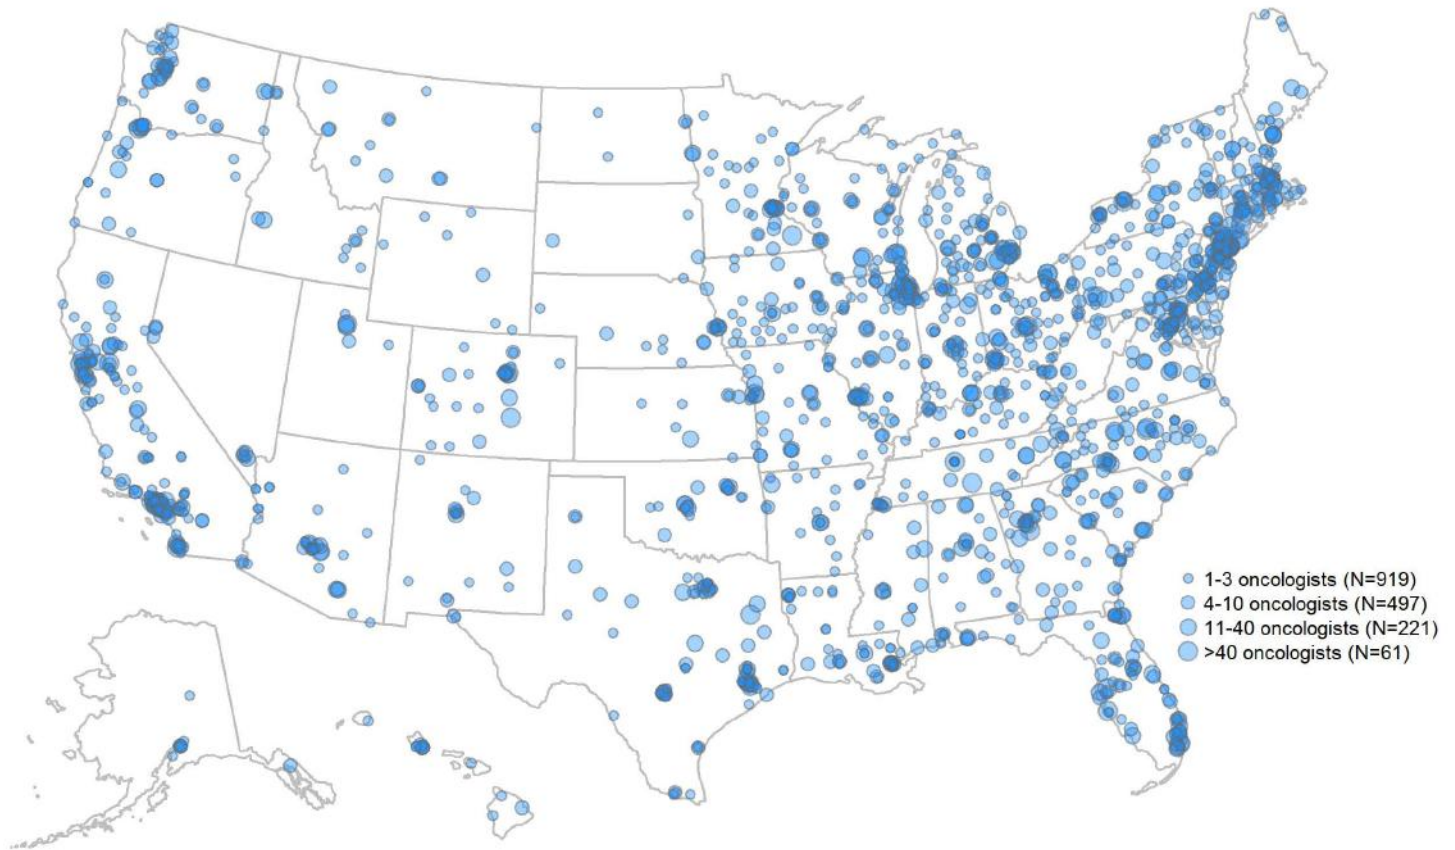 1-3 oncologists (N=919)
4-10 oncologists (N=497)
11-40 oncologists (N=221)
>40 oncologists (N=61)